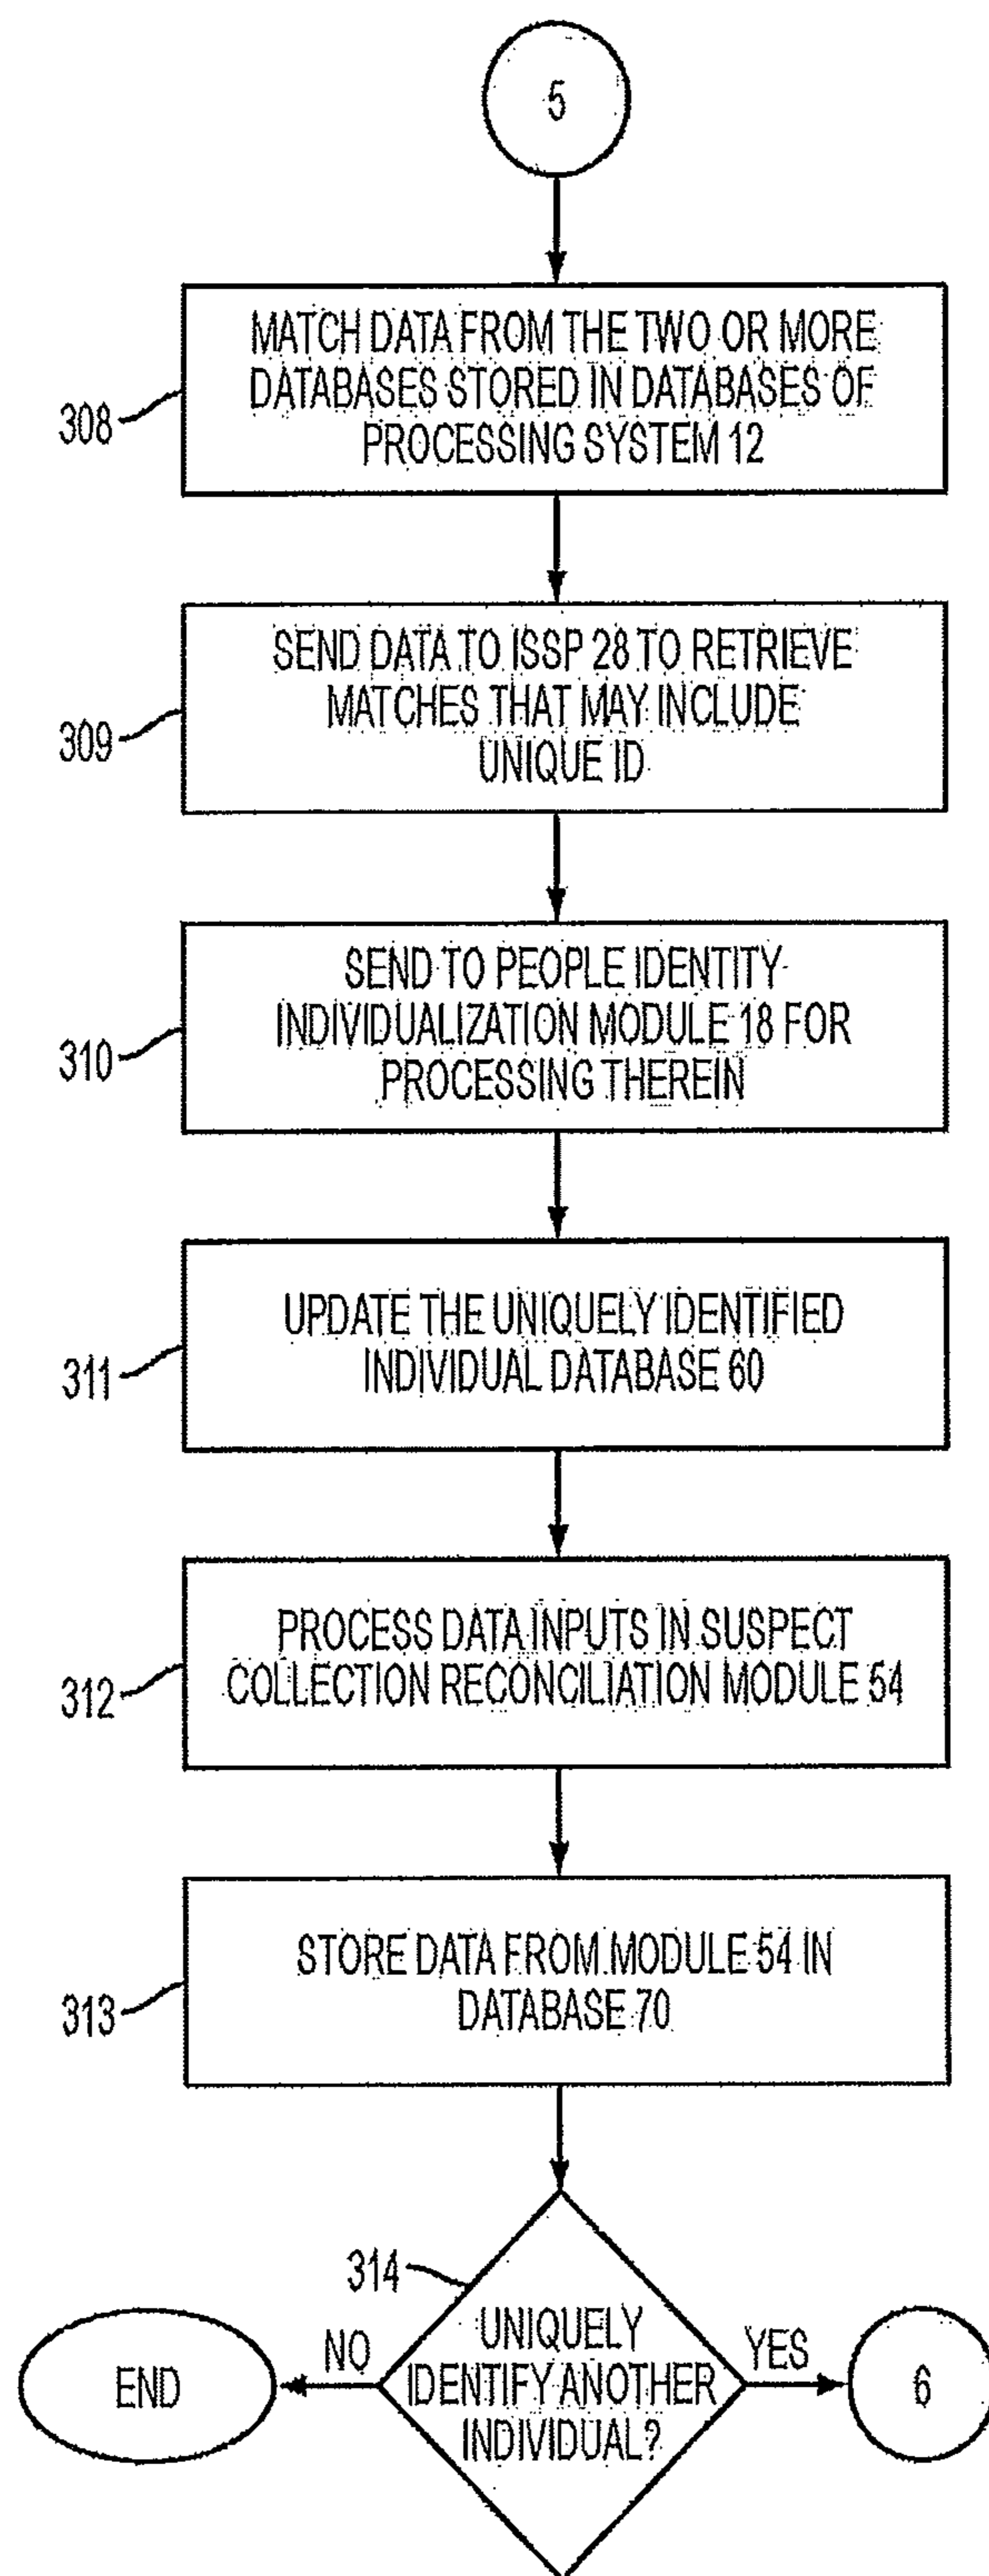 5
MATCH DATA FROM THE TWO OR MORE
DATABASES STORED IN DATABASES OF
PROCESSING SYSTEM 12
308
SEND DATA TO ISSP 28 TO RETRIEVE
MATCHES THAT MAY INCLUDE
UNIQUE ID
309
SEND TO PEOPLE IDENTITY
INDIVIDUALIZATION MODULE 18 FOR
PROCESSING THEREIN
310
UPDATE THE UNIQUELY IDENTIFIED
INDIVIDUAL DATABASE 60
311
PROCESS DATA INPUTS IN SUSPECT
COLLECTION RECONCILIATION MODULE 54
312
STORE DATA FROM MODULE 54 IN
DATABASE 70
313
314
UNIQUELY
IDENTIFY ANOTHER
INDIVIDUAL?
NO
END
YES
6